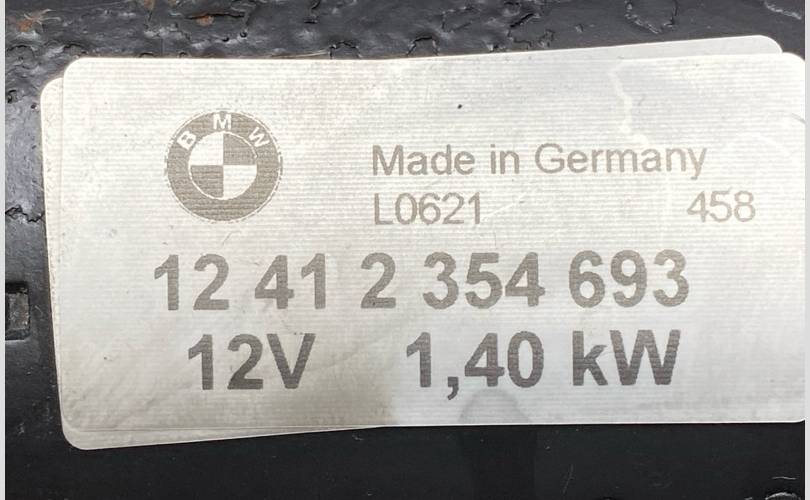 BMW
Made in Germany
L0621 458
12 41 2 354 693
12V 1,40 kW